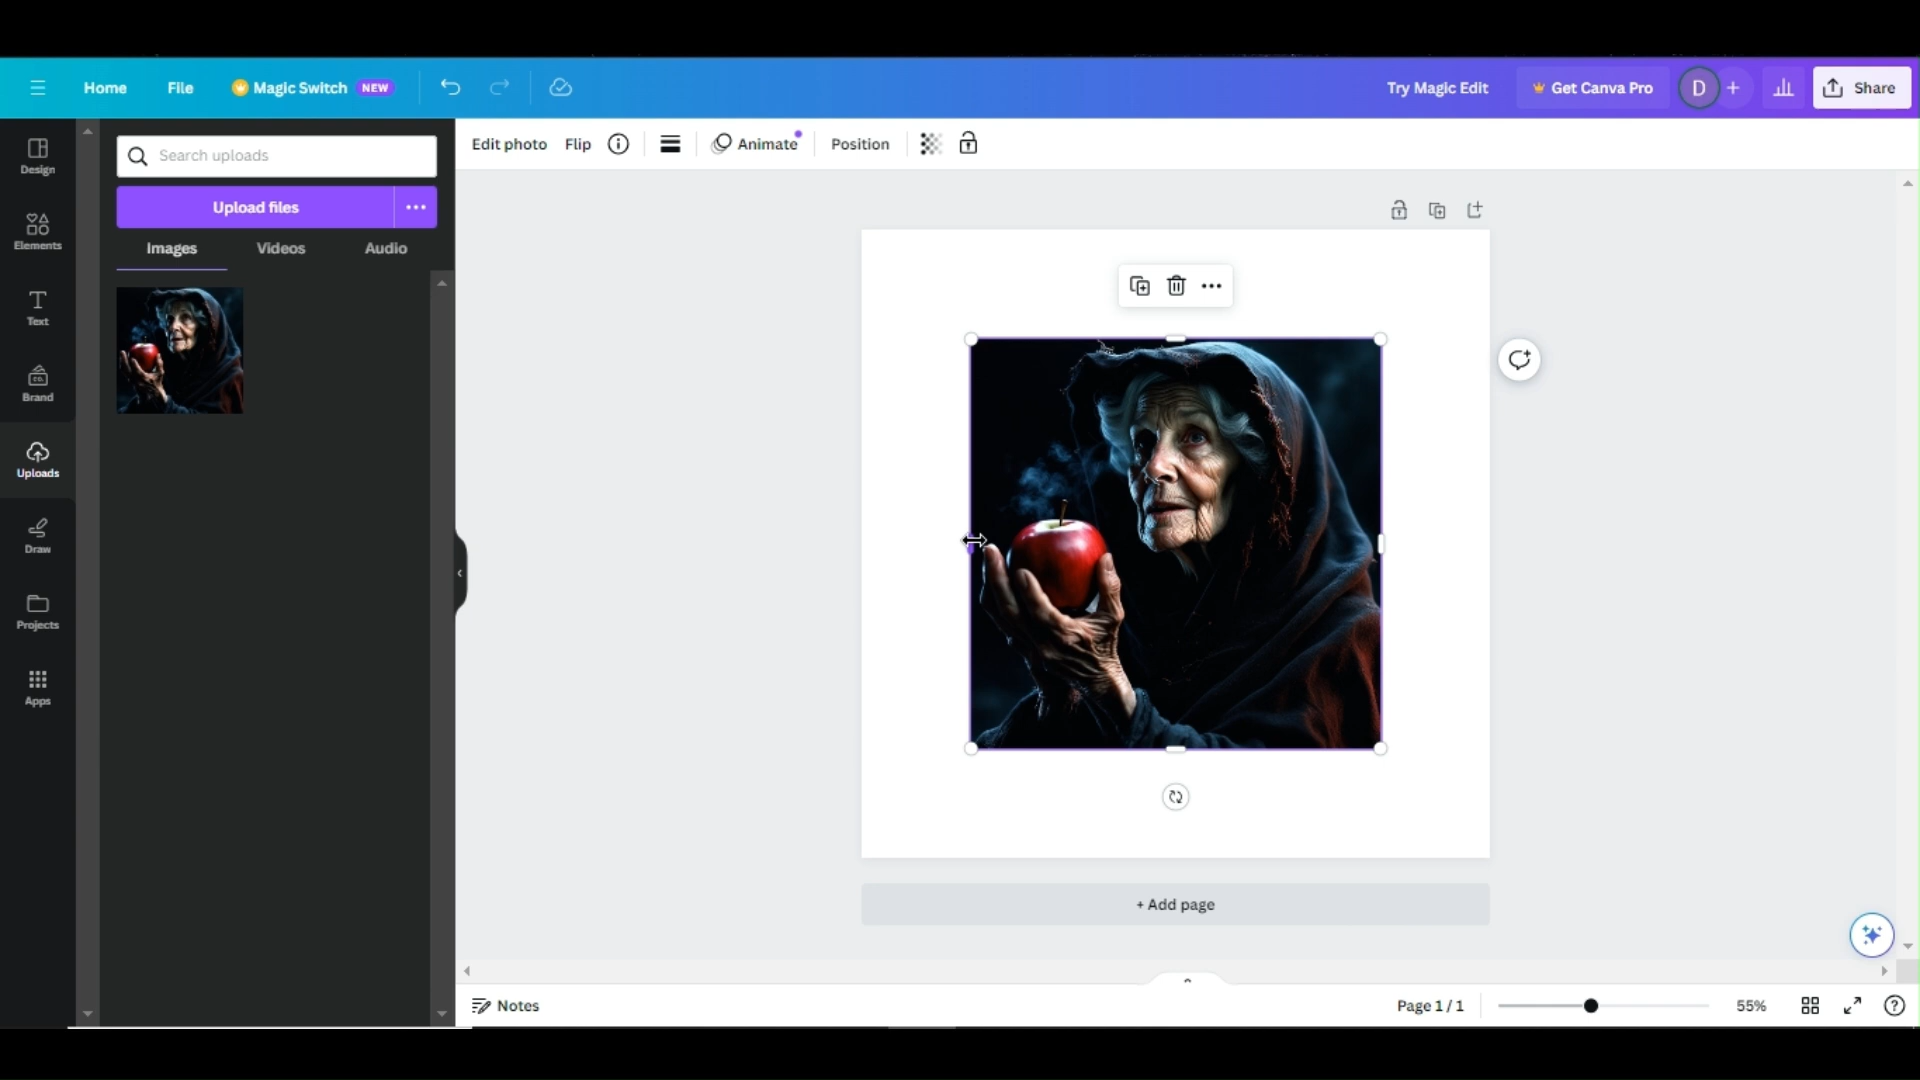 Home File Magic Switch NEW Try Magic Edit Get Canva Pro D + Share
Edit photo Flip Animate Position
Design
Elements
Text
Brand
CO.
Uploads
Draw
Projects
Apps
Search uploads
Upload files
Images Videos Audio
+ Add page
Notes Page 1 / 1 55%